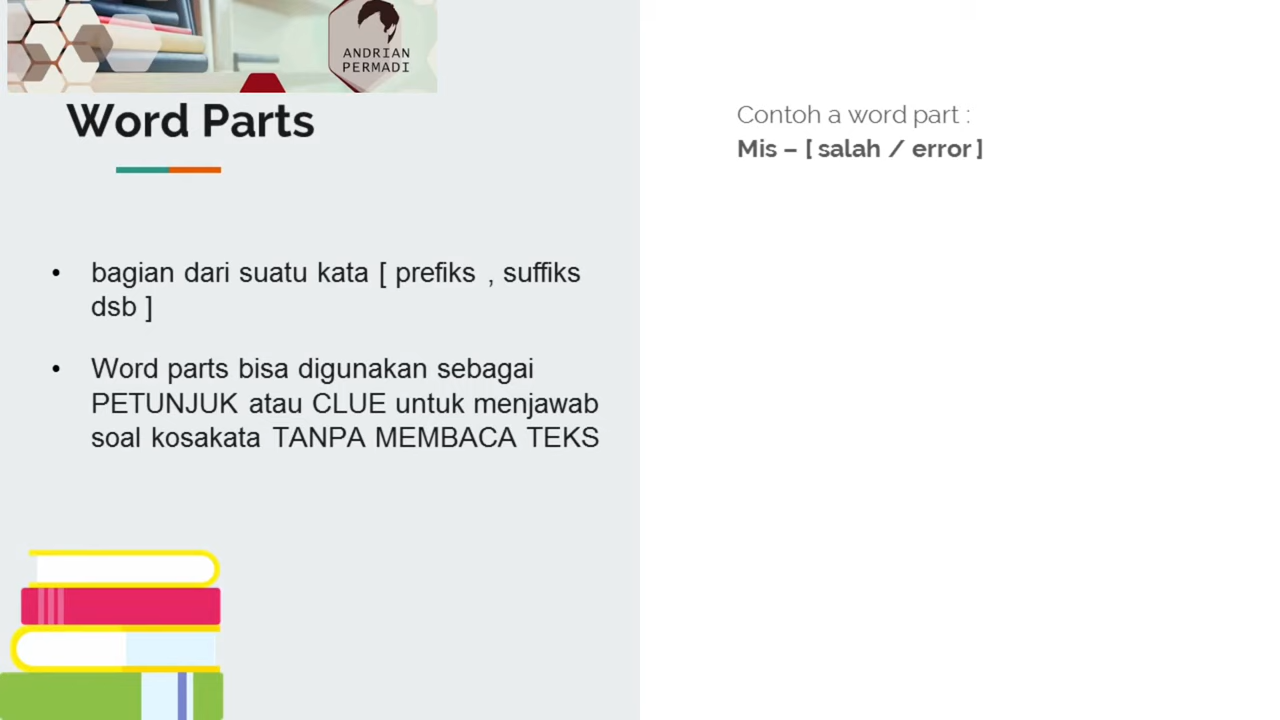 ANDRIAN
PERMADI
Word Parts
• bagian dari suatu kata [ prefiks , suffiks
dsb ]
• Word parts bisa digunakan sebagai
PETUNJUK atau CLUE untuk menjawab
soal kosakata TANPA MEMBACA TEKS
Contoh a word part :
Mis – [ salah / error ]